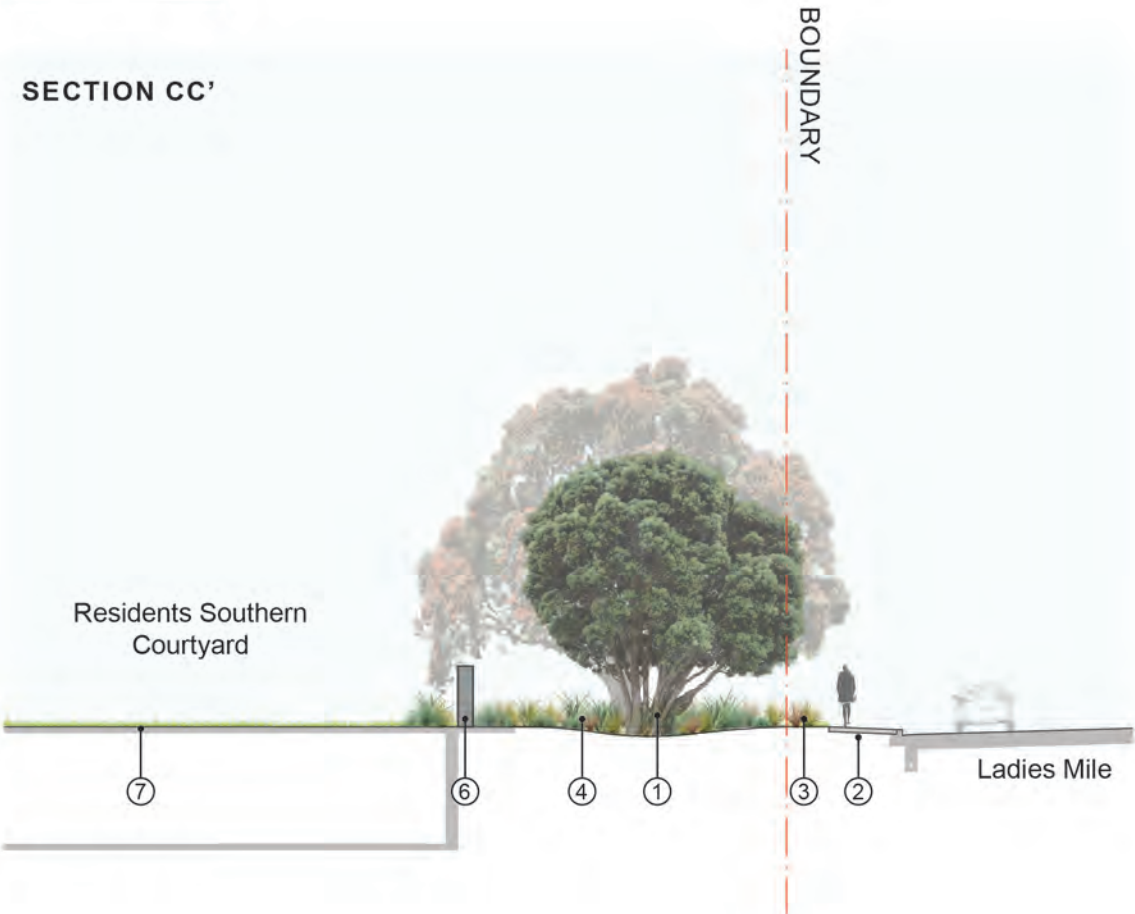 BOUNDARY
SECTION CC’
Residents Southern
Courtyard
Ladies Mile
7
6
4
1
3
2